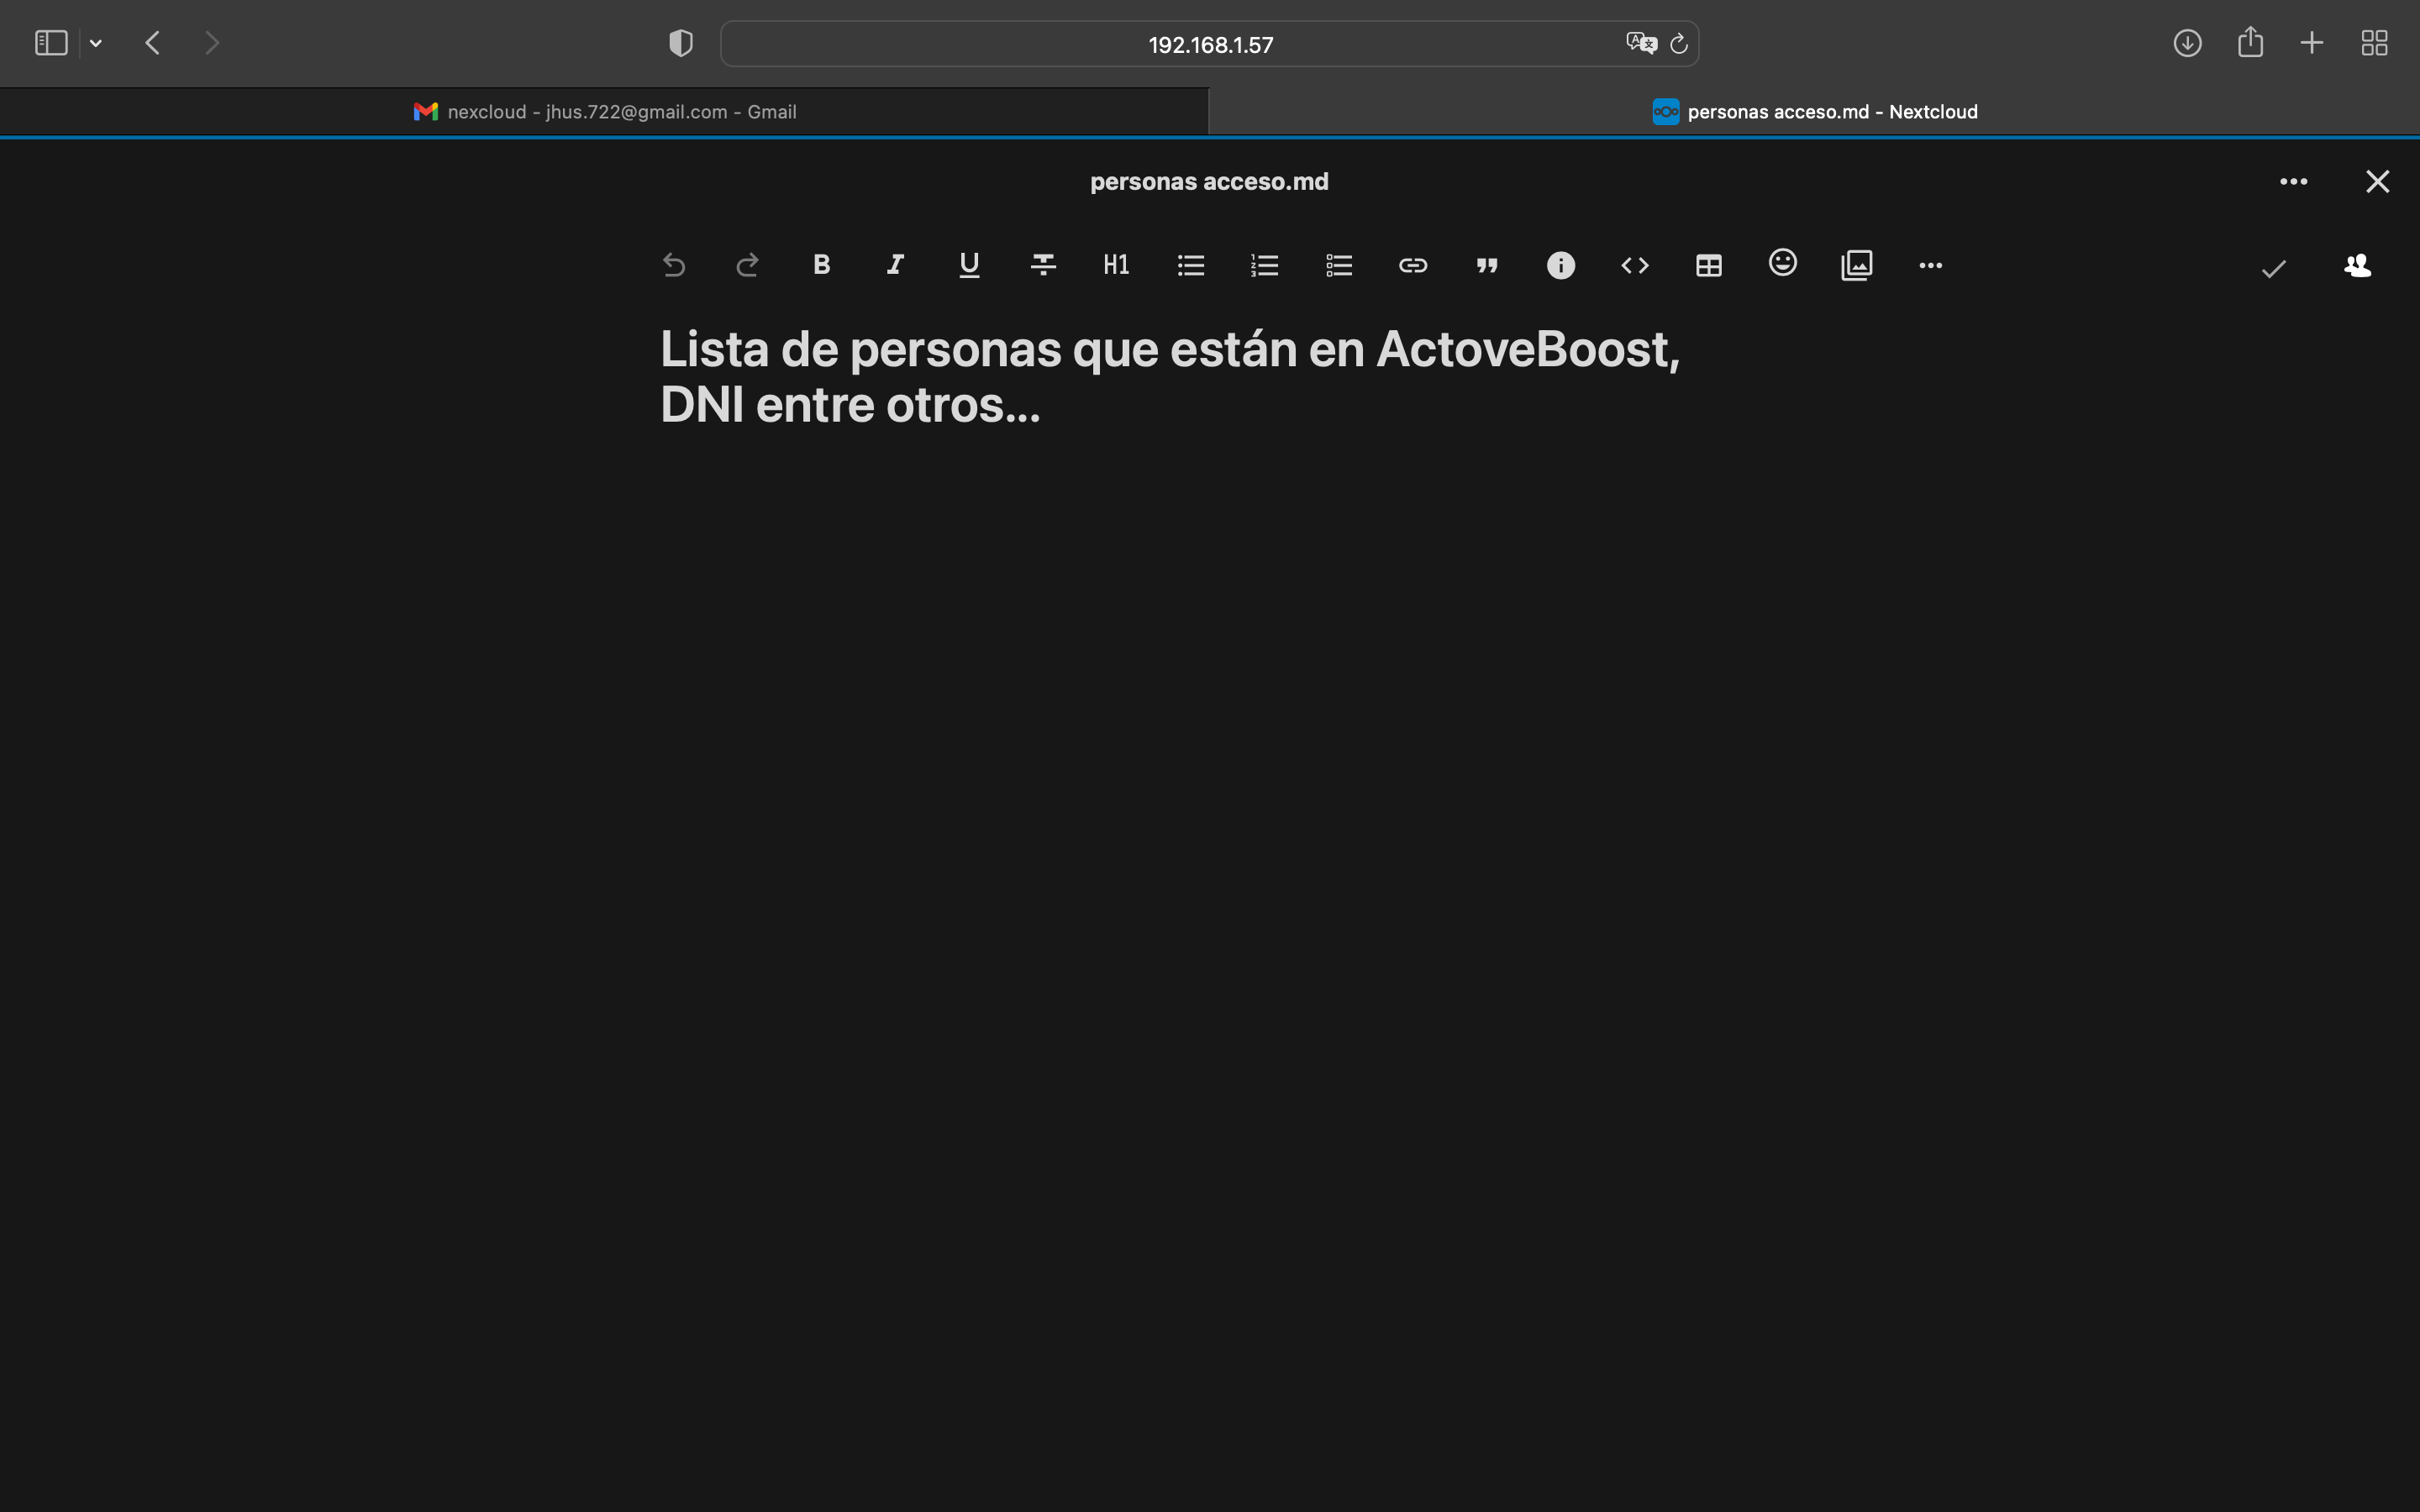 192.168.1.57
nexcloud - jhus.722@gmail.com - Gmail
personas acceso.md - Nextcloud
personas acceso.md
B I U H1
Lista de personas que están en ActoveBoost,
DNI entre otros...